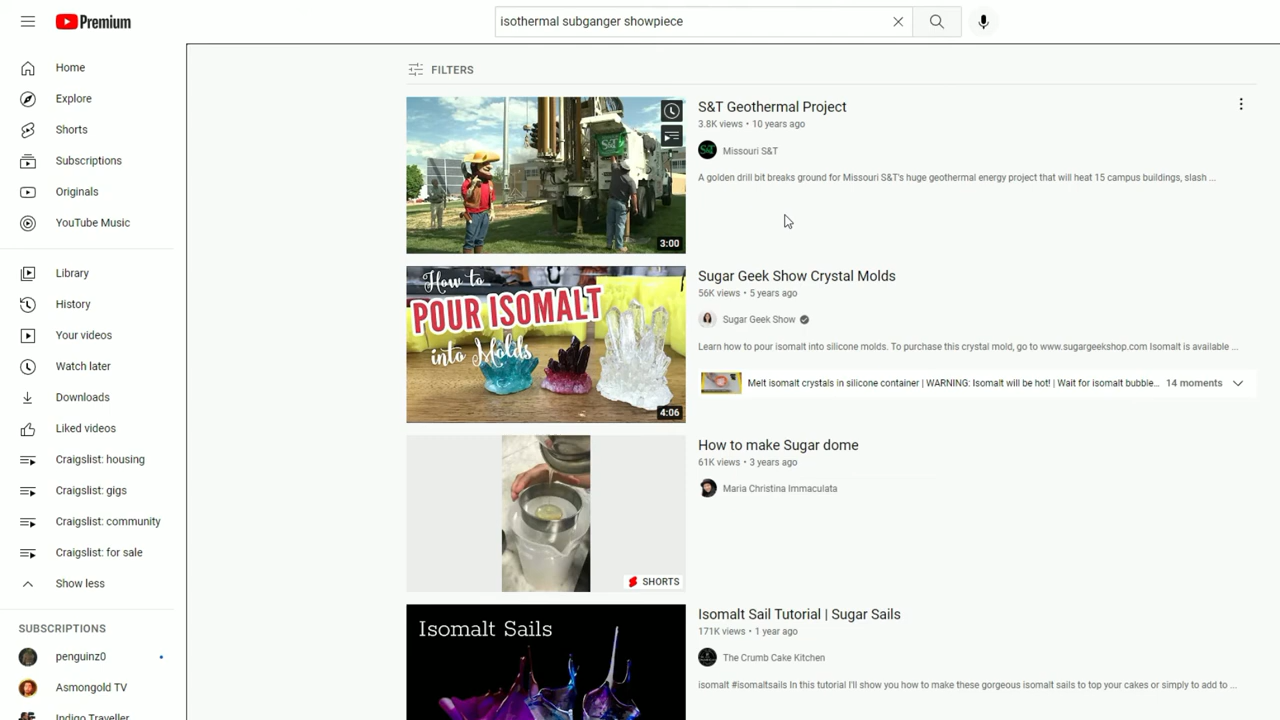 Premium
isothermal subganger showpiece
Home
Explore
Shorts
Subscriptions
Originals
YouTube Music
Library
History
Your videos
Watch later
Downloads
Liked videos
Craigslist: housing
Craigslist: gigs
Craigslist: community
Craigslist: for sale
Show less
SUBSCRIPTIONS
penguinz0
Asmongold TV
Indigo Traveller
FILTERS
S&T
3:00
S&T Geothermal Project
3.8K views • 10 years ago
S&T Missouri S&T
A golden drill bit breaks ground for Missouri S&T's huge geothermal energy project that will heat 15 campus buildings, slash ...
How to
POUR ISOMALT
into Molds
4:06
Sugar Geek Show Crystal Molds
56K views • 5 years ago
Sugar Geek Show
Learn how to pour isomalt into silicone molds. To purchase this crystal mold, go to www.sugargeekshop.com Isomalt is available ...
Melt isomalt crystals in silicone container | WARNING: Isomalt will be hot! | Wait for isomalt bubble... 14 moments
SHORTS
How to make Sugar dome
61K views • 3 years ago
Maria Christina Immaculata
Isomalt Sails
Isomalt Sail Tutorial | Sugar Sails
171K views • 1 year ago
The Crumb Cake Kitchen
isomalt #isomaltsails In this tutorial I'll show you how to make these gorgeous isomalt sails to top your cakes or simply to add to ...